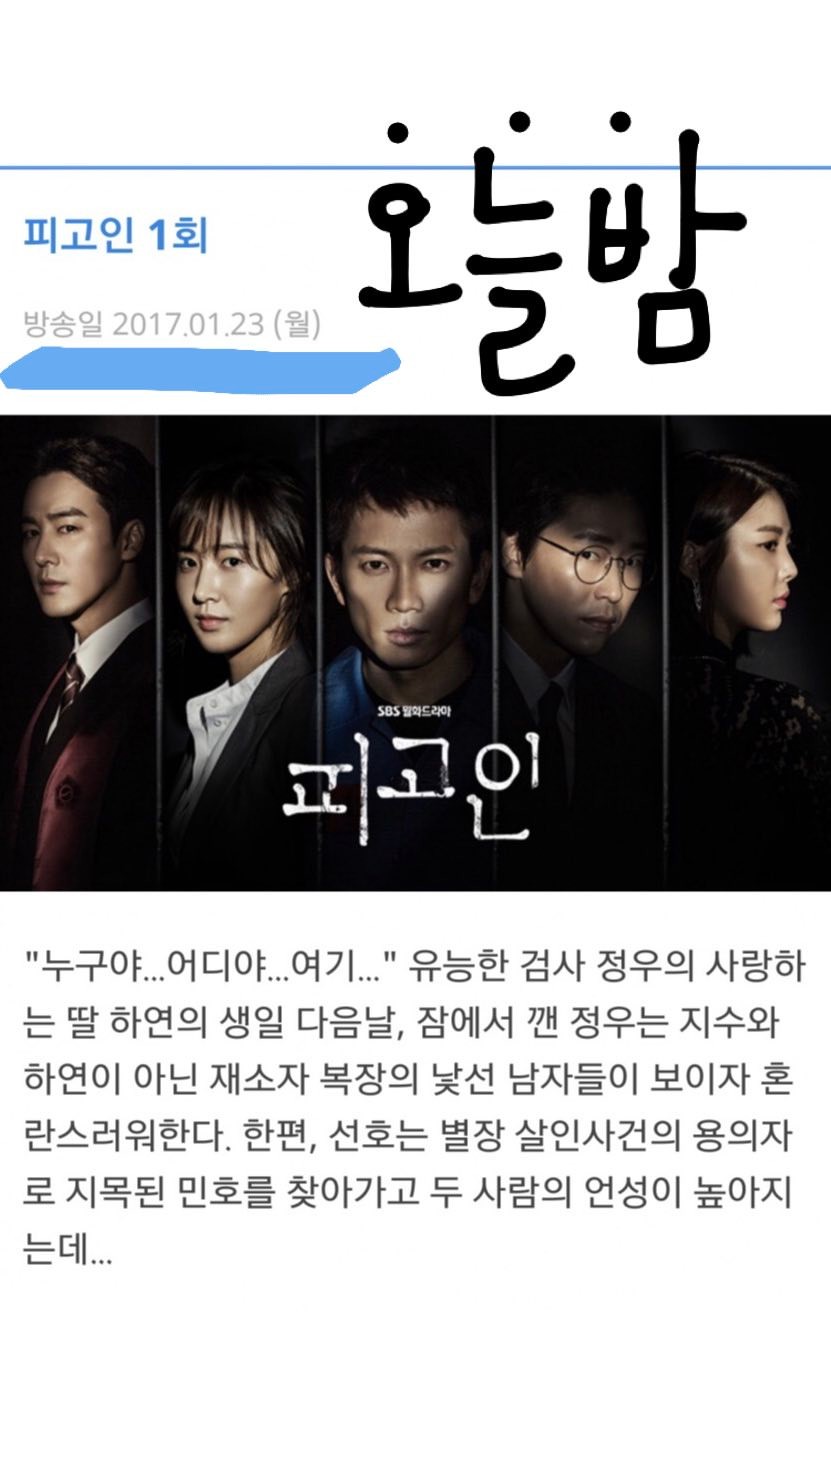 오늘밤
피고인 1회
방송일 2017.01.23 (월)
SBS 월화드라마
피고인
"누구야...어디야...여기..." 유능한 검사 정우의 사랑하
는 딸 하연의 생일 다음날, 잠에서 깬 정우는 지수와
하연이 아닌 재소자 복장의 낯선 남자들이 보이자 혼
란스러워한다. 한편, 선호는 별장 살인사건의 용의자
로 지목된 민호를 찾아가고 두 사람의 언성이 높아지
는데...